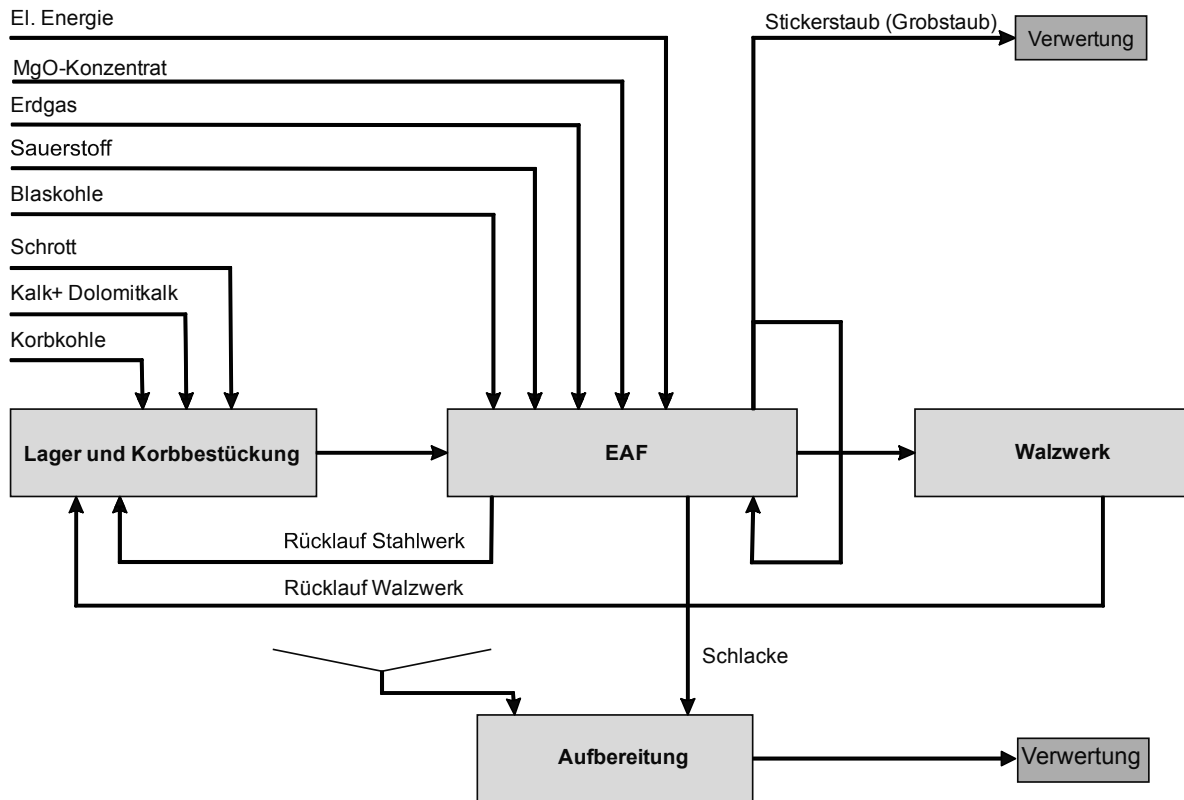 El. Energie
Stickerstaub (Grobstaub)
Verwertung
MgO-Konzentrat
Erdgas
Sauerstoff
Blaskohle
Schrott
Kalk+ Dolomitkalk
Korbkohle
Lager und Korbbestückung
EAF
Walzwerk
Rücklauf Stahlwerk
Rücklauf Walzwerk
Schlacke
Aufbereitung
Verwertung